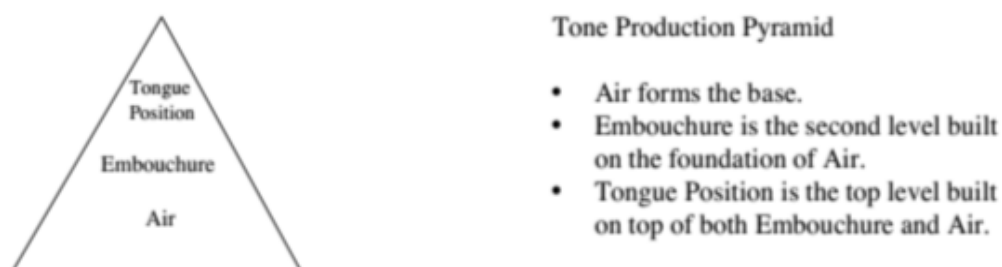 Tongue
Position
Embouchure
Air
Tone Production Pyramid
• Air forms the base.
• Embouchure is the second level built
on the foundation of Air.
• Tongue Position is the top level built
on top of both Embouchure and Air.